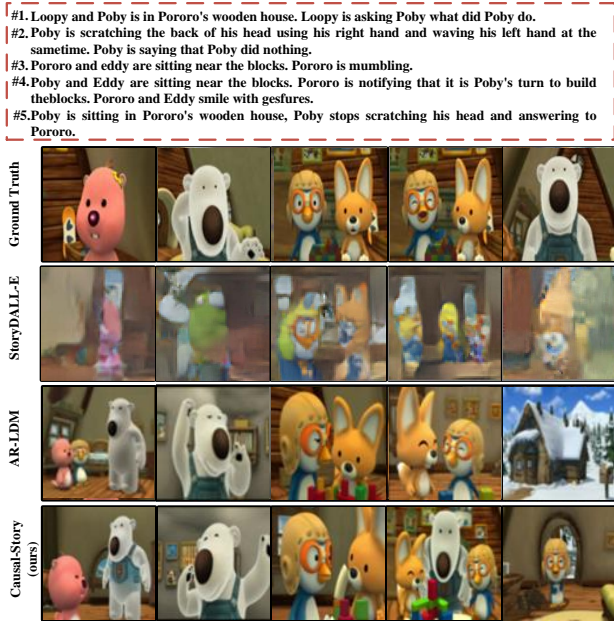 #1. Loopy and Poby is in Pororo's wooden house. Loopy is asking Poby what did Poby do.
#2. Poby is scratching the back of his head using his right hand and waving his left hand at the
sametime. Poby is saying that Poby did nothing.
#3. Pororo and eddy are sitting near the blocks. Pororo is mumbling.
#4.Poby and Eddy are sitting near the blocks. Pororo is notifying that it is Poby's turn to build
theblocks. Pororo and Eddy smile with gesfures.
#5.Poby is sitting in Pororo's wooden house, Poby stops scratching his head and answering to
Pororo.
Ground Truth
StoryDALL-E
AR-LDM
Causal-Story
(ours)